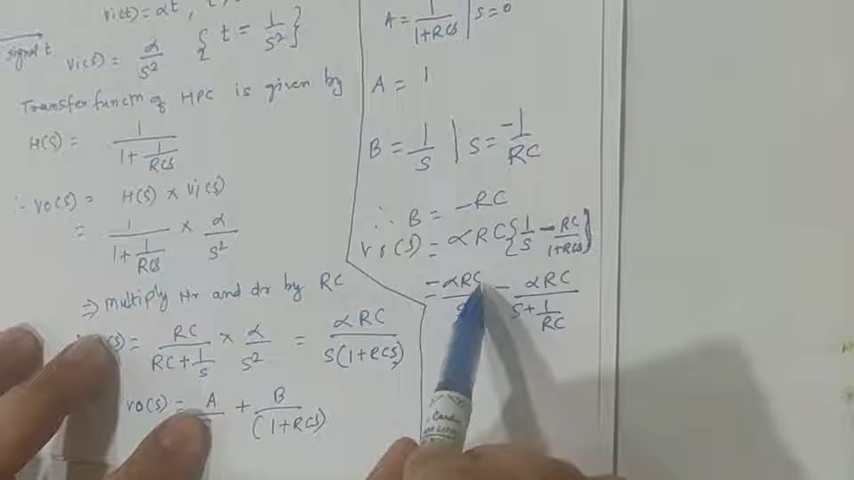 vi(t) = αt,
signal t
vi(s) = α/s² { t = 1/s² }
Transfer functn of HPC is given by
H(s) = 1/(1 + 1/RCs)
∴ vo(s) = H(s) × vi(s)
= 1/(1 + 1/RCs) × α/s²
⇒ multiply Nr and dr by RC
(s) = RC/(RC + 1/s) × α/s² = αRC/(s(1+RCs))
vo(s) = A/ + B/(1+RCs)
A = 1/(1+RCs) | s=0
A = 1
B = 1/s | s = -1/RC
∴ B = -RC
vo(s) = αRC { 1/s - RC/(1+RCs) }
= αRC/s - αRC/(s + 1/RC)